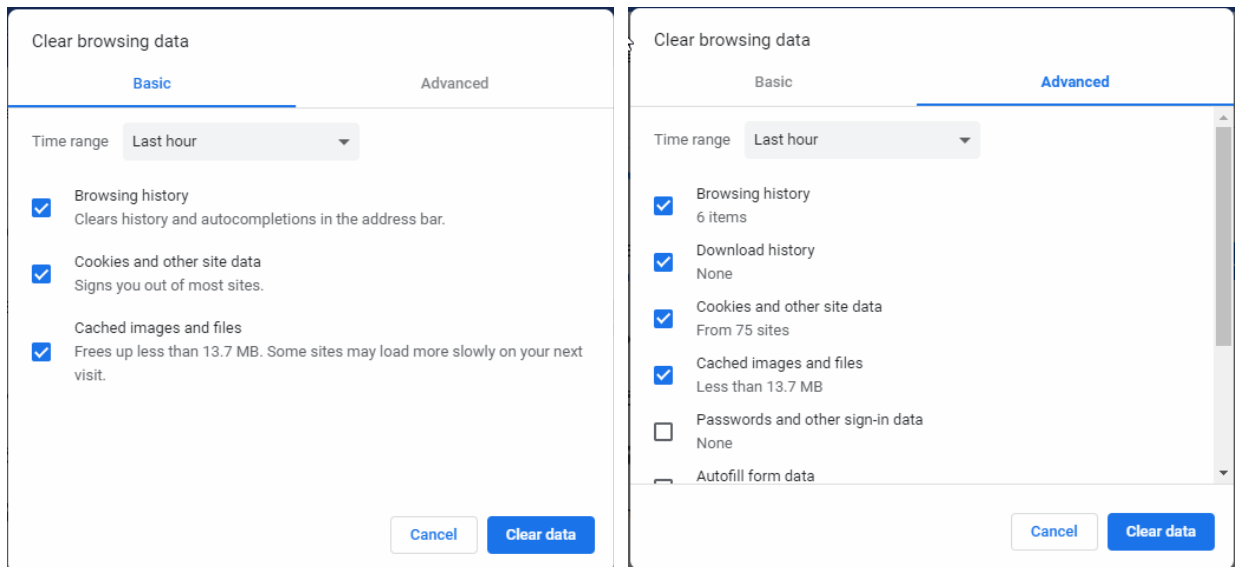 Clear browsing data
Basic
Advanced
Time range
Last hour
Browsing history
Clears history and autocompletions in the address bar.
Cookies and other site data
Signs you out of most sites.
Cached images and files
Frees up less than 13.7 MB. Some sites may load more slowly on your next
visit.
Cancel
Clear data
Clear browsing data
Basic
Advanced
Time range
Last hour
Browsing history
6 items
Download history
None
Cookies and other site data
From 75 sites
Cached images and files
Less than 13.7 MB
Passwords and other sign-in data
None
Autofill form data
Cancel
Clear data